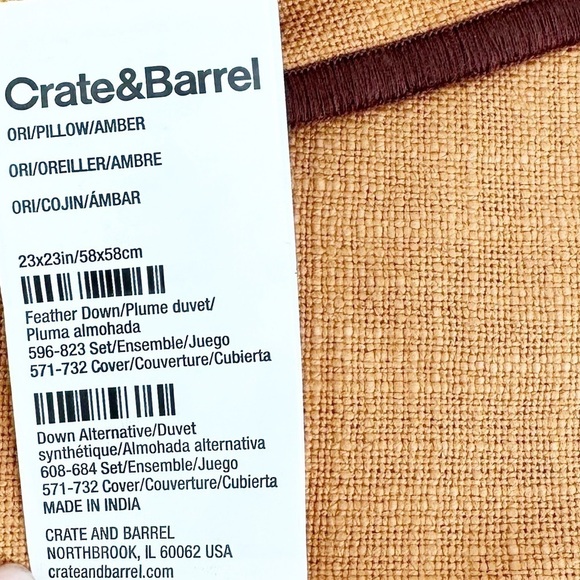 Crate&Barrel
ORI/PILLOW/AMBER
ORI/OREILLER/AMBRE
ORI/COJIN/ÁMBAR
23x23in/58x58cm
Feather Down/Plume duvet/
Pluma almohada
596-823 Set/Ensemble/Juego
571-732 Cover/Couverture/Cubierta
Down Alternative/Duvet
synthétique/Almohada alternativa
608-684 Set/Ensemble/Juego
571-732 Cover/Couverture/Cubierta
MADE IN INDIA
CRATE AND BARREL
NORTHBROOK, IL 60062 USA
crateandbarrel.com